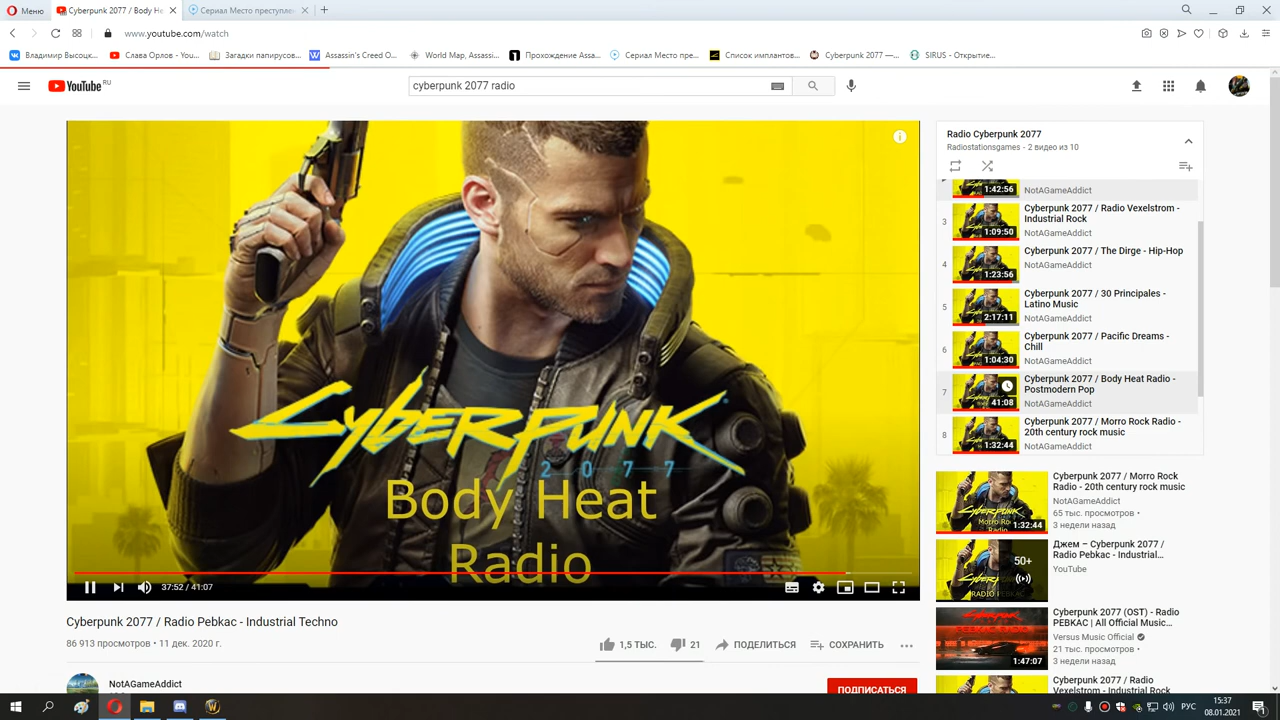 Меню
Cyberpunk 2077 / Body He
Сериал Место преступлен
www.youtube.com/watch
Владимир Высоцк...
Слава Орлов - You...
Загадки папирусов...
Assassin's Creed O...
World Map, Assassi...
Прохождение Assa...
Сериал Место пре...
Список имплантов...
Cyberpunk 2077 —...
SIRUS - Открытие...
YouTube RU
cyberpunk 2077 radio
CYBERPUNK
2077
Body Heat
Radio
37:52 / 41:07
Cyberpunk 2077 / Radio Pebkac - Industrial Techno
86 913 просмотров • 11 дек. 2020 г.
1,5 ТЫС.
21
ПОДЕЛИТЬСЯ
СОХРАНИТЬ
NotAGameAddict
ПОДПИСАТЬСЯ
Radio Cyberpunk 2077
Radiostationsgames - 2 видео из 10
1:42:56
NotAGameAddict
3
1:09:50
Cyberpunk 2077 / Radio Vexelstrom -
Industrial Rock
NotAGameAddict
4
1:23:56
Cyberpunk 2077 / The Dirge - Hip-Hop
NotAGameAddict
5
2:17:11
Cyberpunk 2077 / 30 Principales -
Latino Music
NotAGameAddict
6
1:04:30
Cyberpunk 2077 / Pacific Dreams -
Chill
NotAGameAddict
7
41:08
Cyberpunk 2077 / Body Heat Radio -
Postmodern Pop
NotAGameAddict
8
1:32:44
Cyberpunk 2077 / Morro Rock Radio -
20th century rock music
NotAGameAddict
1:32:44
Cyberpunk 2077 / Morro Rock
Radio - 20th century rock music
NotAGameAddict
65 тыс. просмотров •
3 недели назад
50+
RADIO PEBKAC
Джем – Cyberpunk 2077 /
Radio Pebkac - Industrial...
YouTube
1:47:07
Cyberpunk 2077 (OST) - Radio
PEBKAC | All Official Music...
Versus Music Official
21 тыс. просмотров •
3 недели назад
Cyberpunk 2077 / Radio
Vexelstrom - Industrial Rock
РУС
15:37
08.01.2021
1